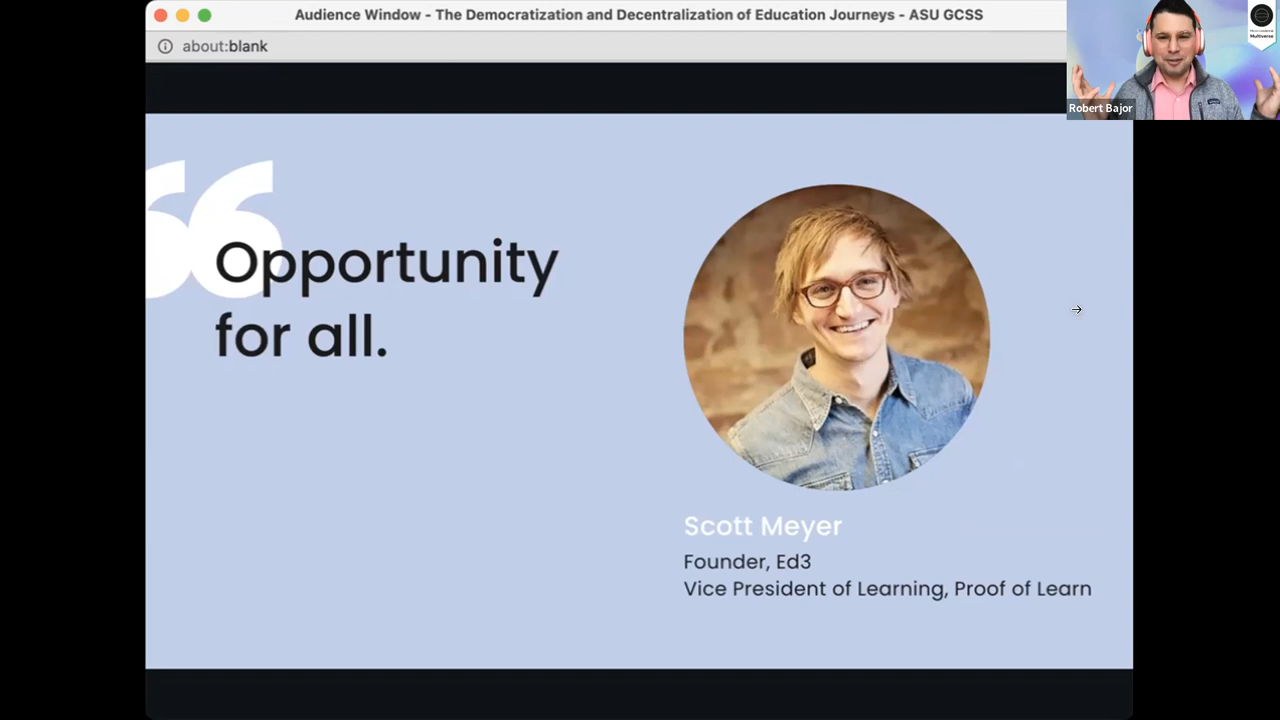 Audience Window - The Democratization and Decentralization of Education Journeys - ASU GCSS
about:blank
Robert Bajor
Multiverse
Opportunity
for all.
Scott Meyer
Founder, Ed3
Vice President of Learning, Proof of Learn